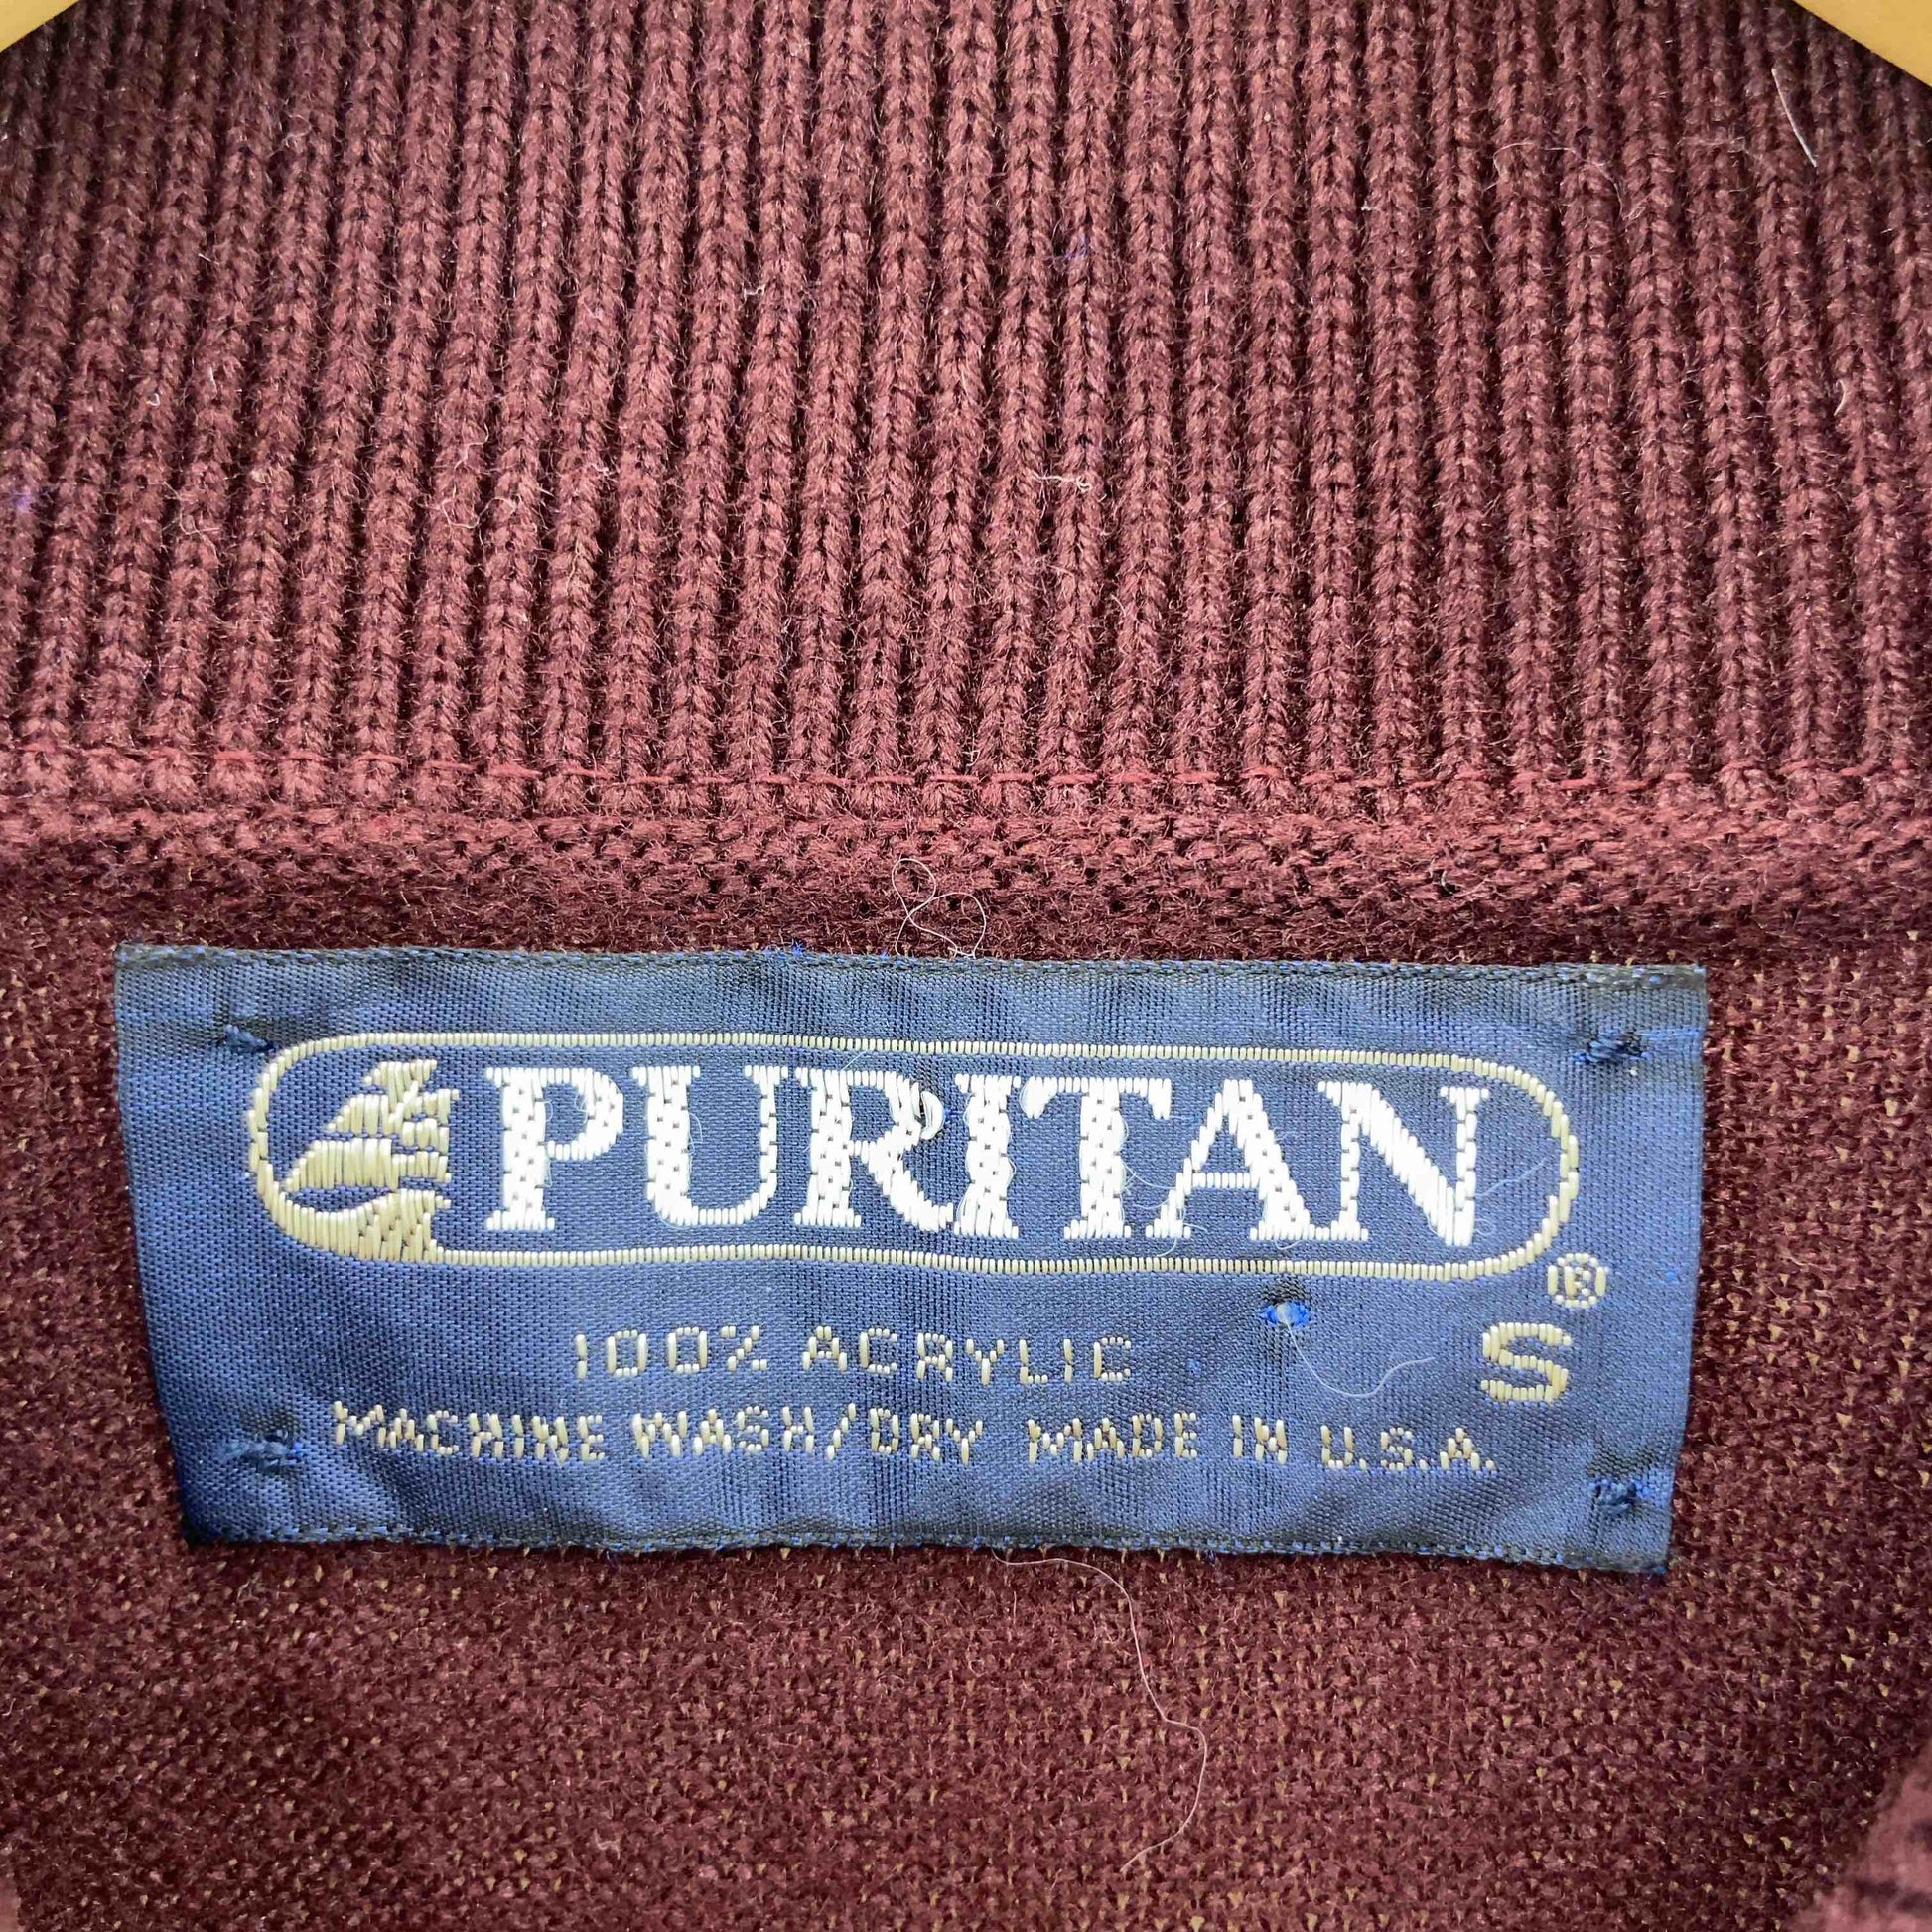 PURITAN ®
100% ACRYLIC S
MACHINE WASH/DRY MADE IN U.S.A.